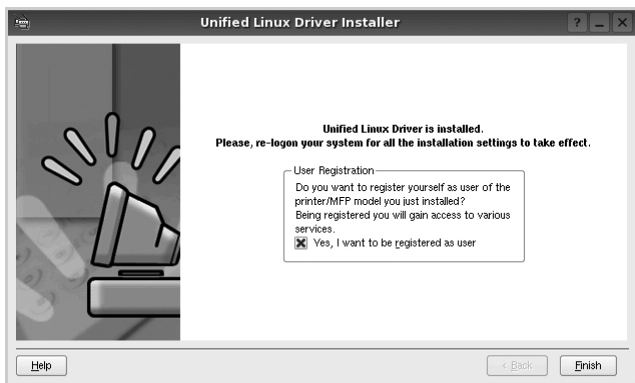 Unified Linux Driver Installer
? _ X
Unified Linux Driver is installed.
Please, re-logon your system for all the installation settings to take effect.
User Registration
Do you want to register yourself as user of the
printer/MFP model you just installed?
Being registered you will gain access to various
services.
Yes, I want to be registered as user
Help
< Back
Finish